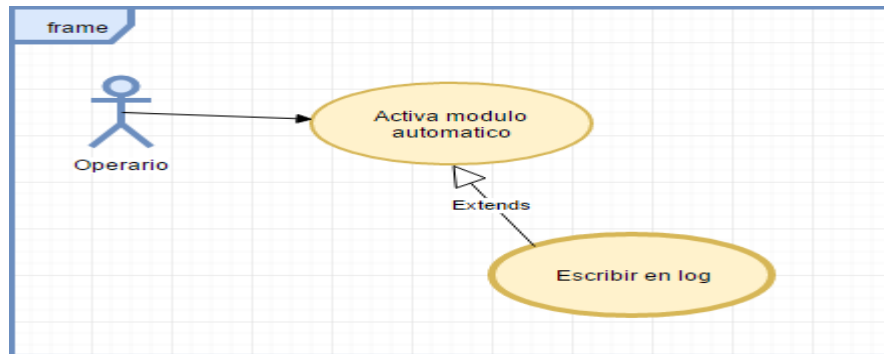 frame
Activa modulo
automatico
Operario
Extends
Escribir en log